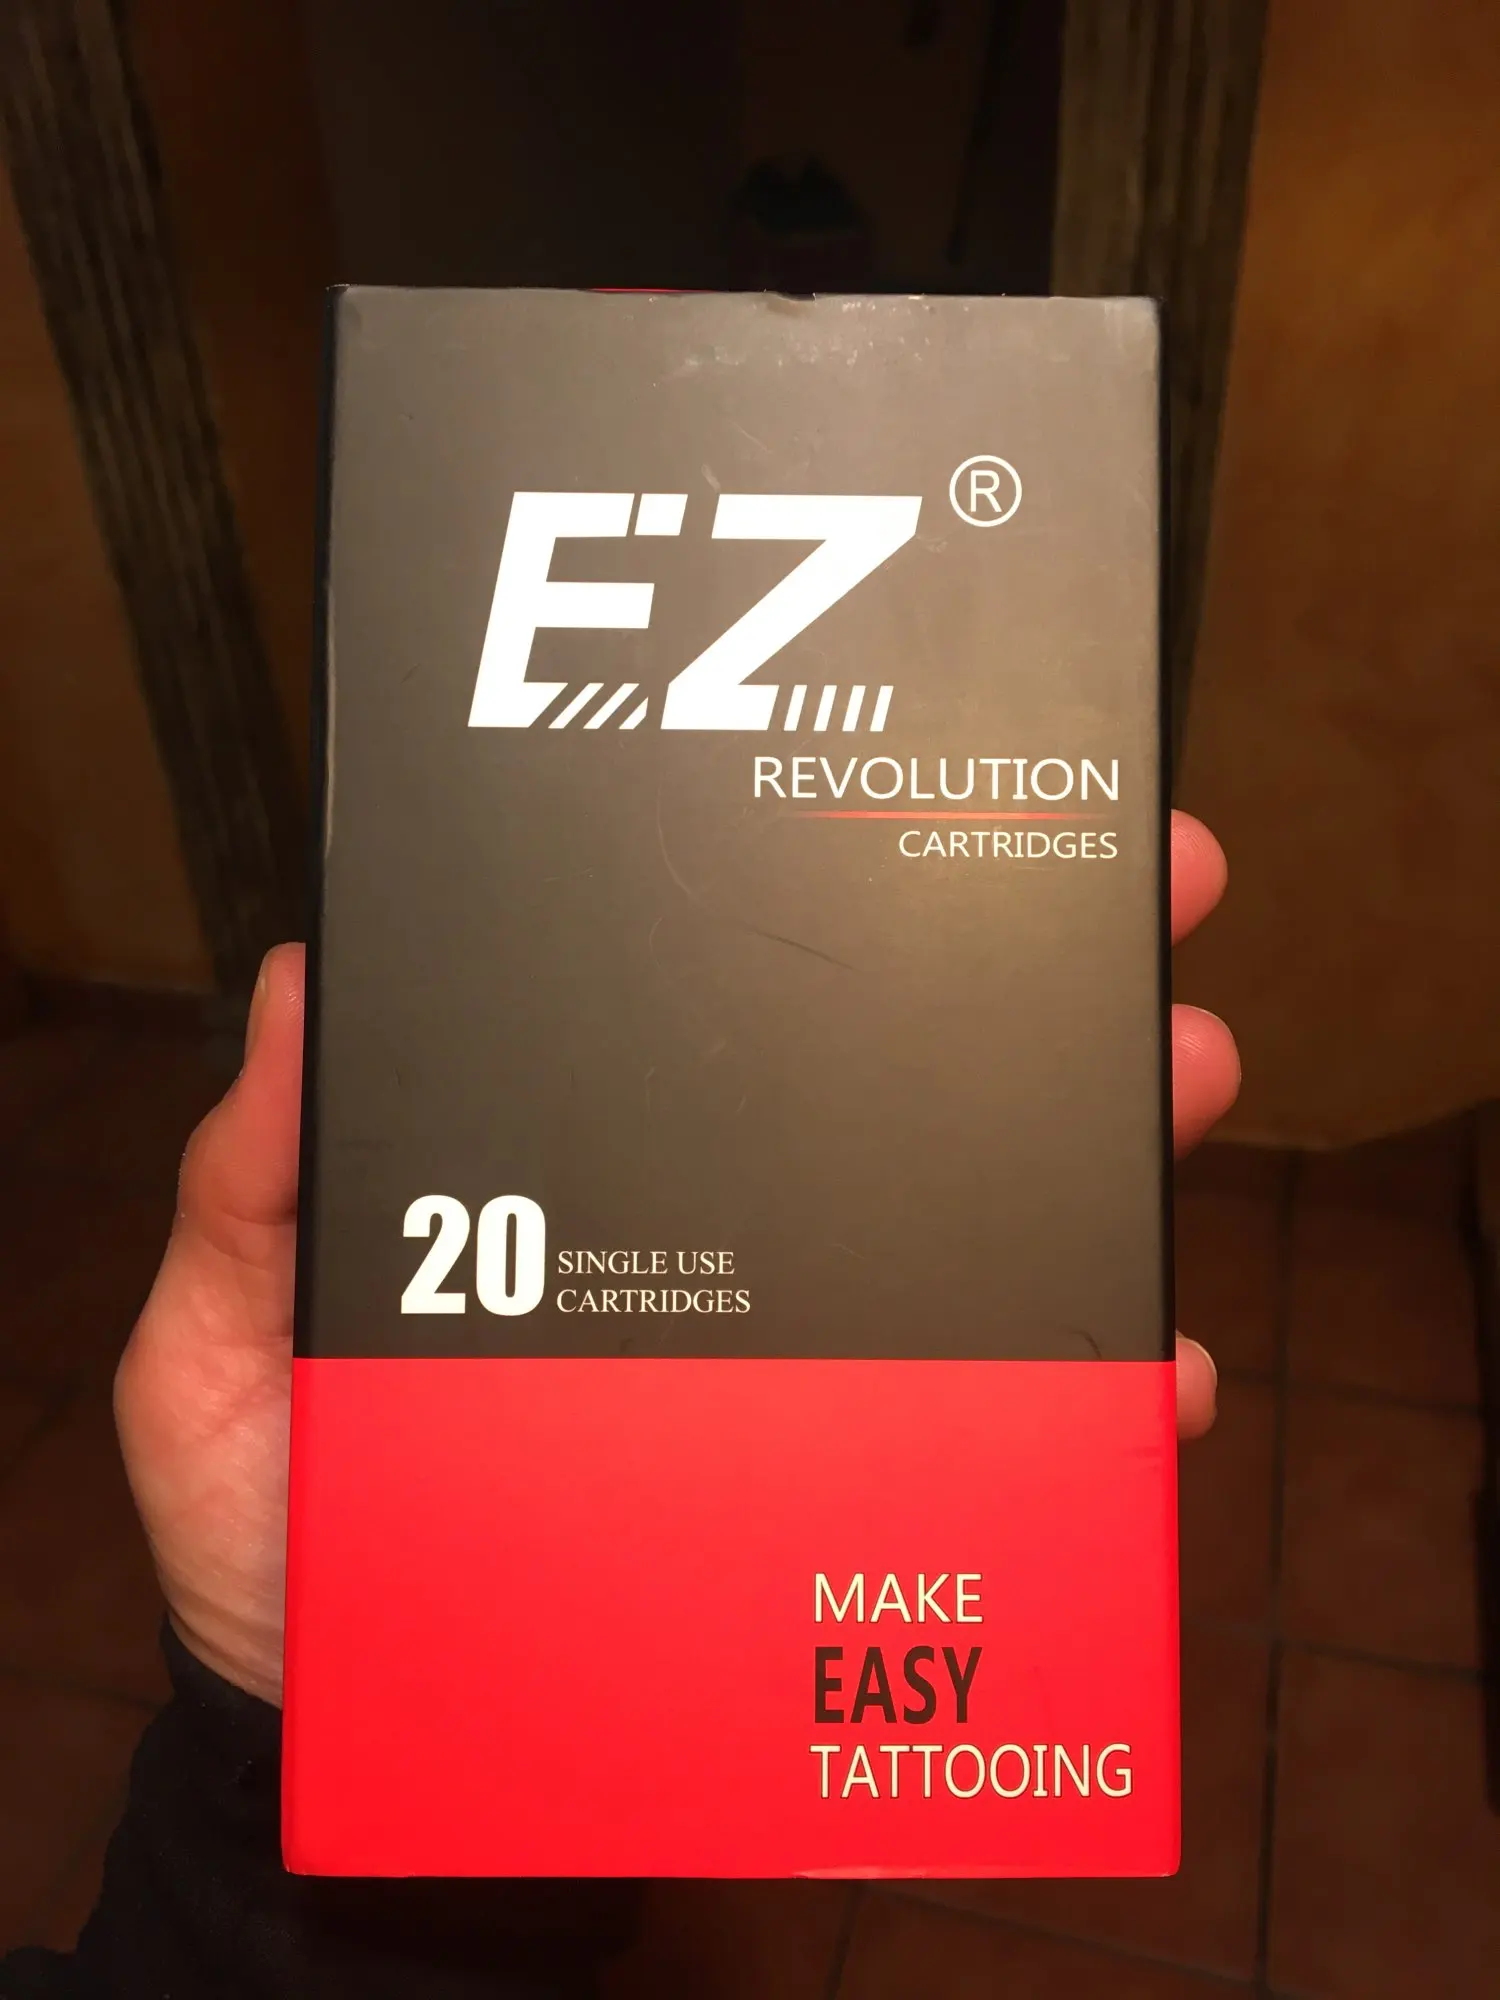 EZ ®
REVOLUTION
CARTRIDGES
20 SINGLE USE
CARTRIDGES
MAKE
EASY
TATTOOING